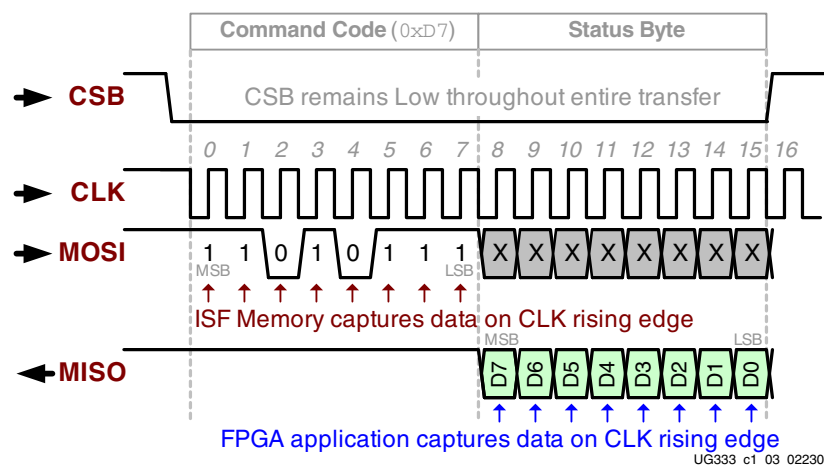 Command Code (0xD7) Status Byte
CSB CSB remains Low throughout entire transfer
0 1 2 3 4 5 6 7 8 9 10 11 12 13 14 15 16
CLK
MOSI 1 1 0 1 0 1 1 1 X X X X X X X X
MSB LSB
ISF Memory captures data on CLK rising edge
MSB LSB
MISO D7 D6 D5 D4 D3 D2 D1 D0
FPGA application captures data on CLK rising edge
UG333_c1_03_02230